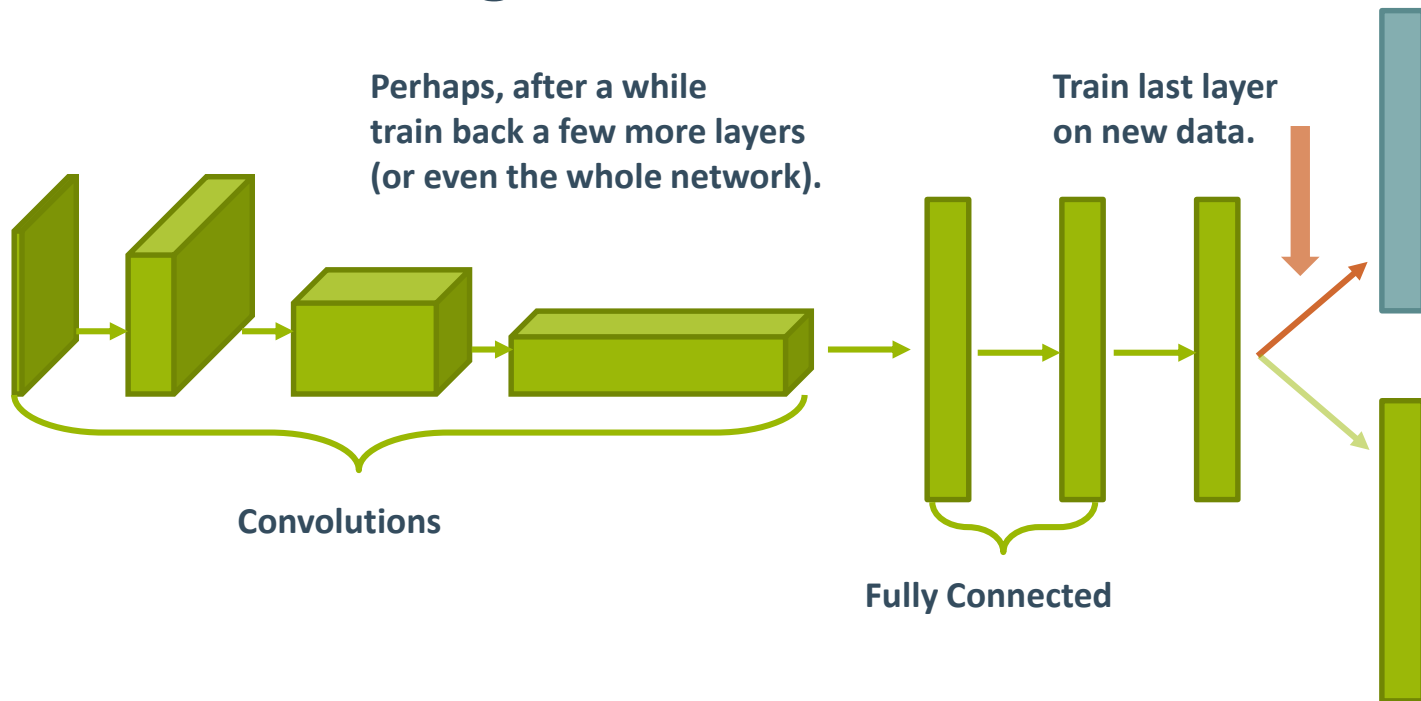 Perhaps, after a while
train back a few more layers
(or even the whole network).
Train last layer
on new data.
Convolutions
Fully Connected